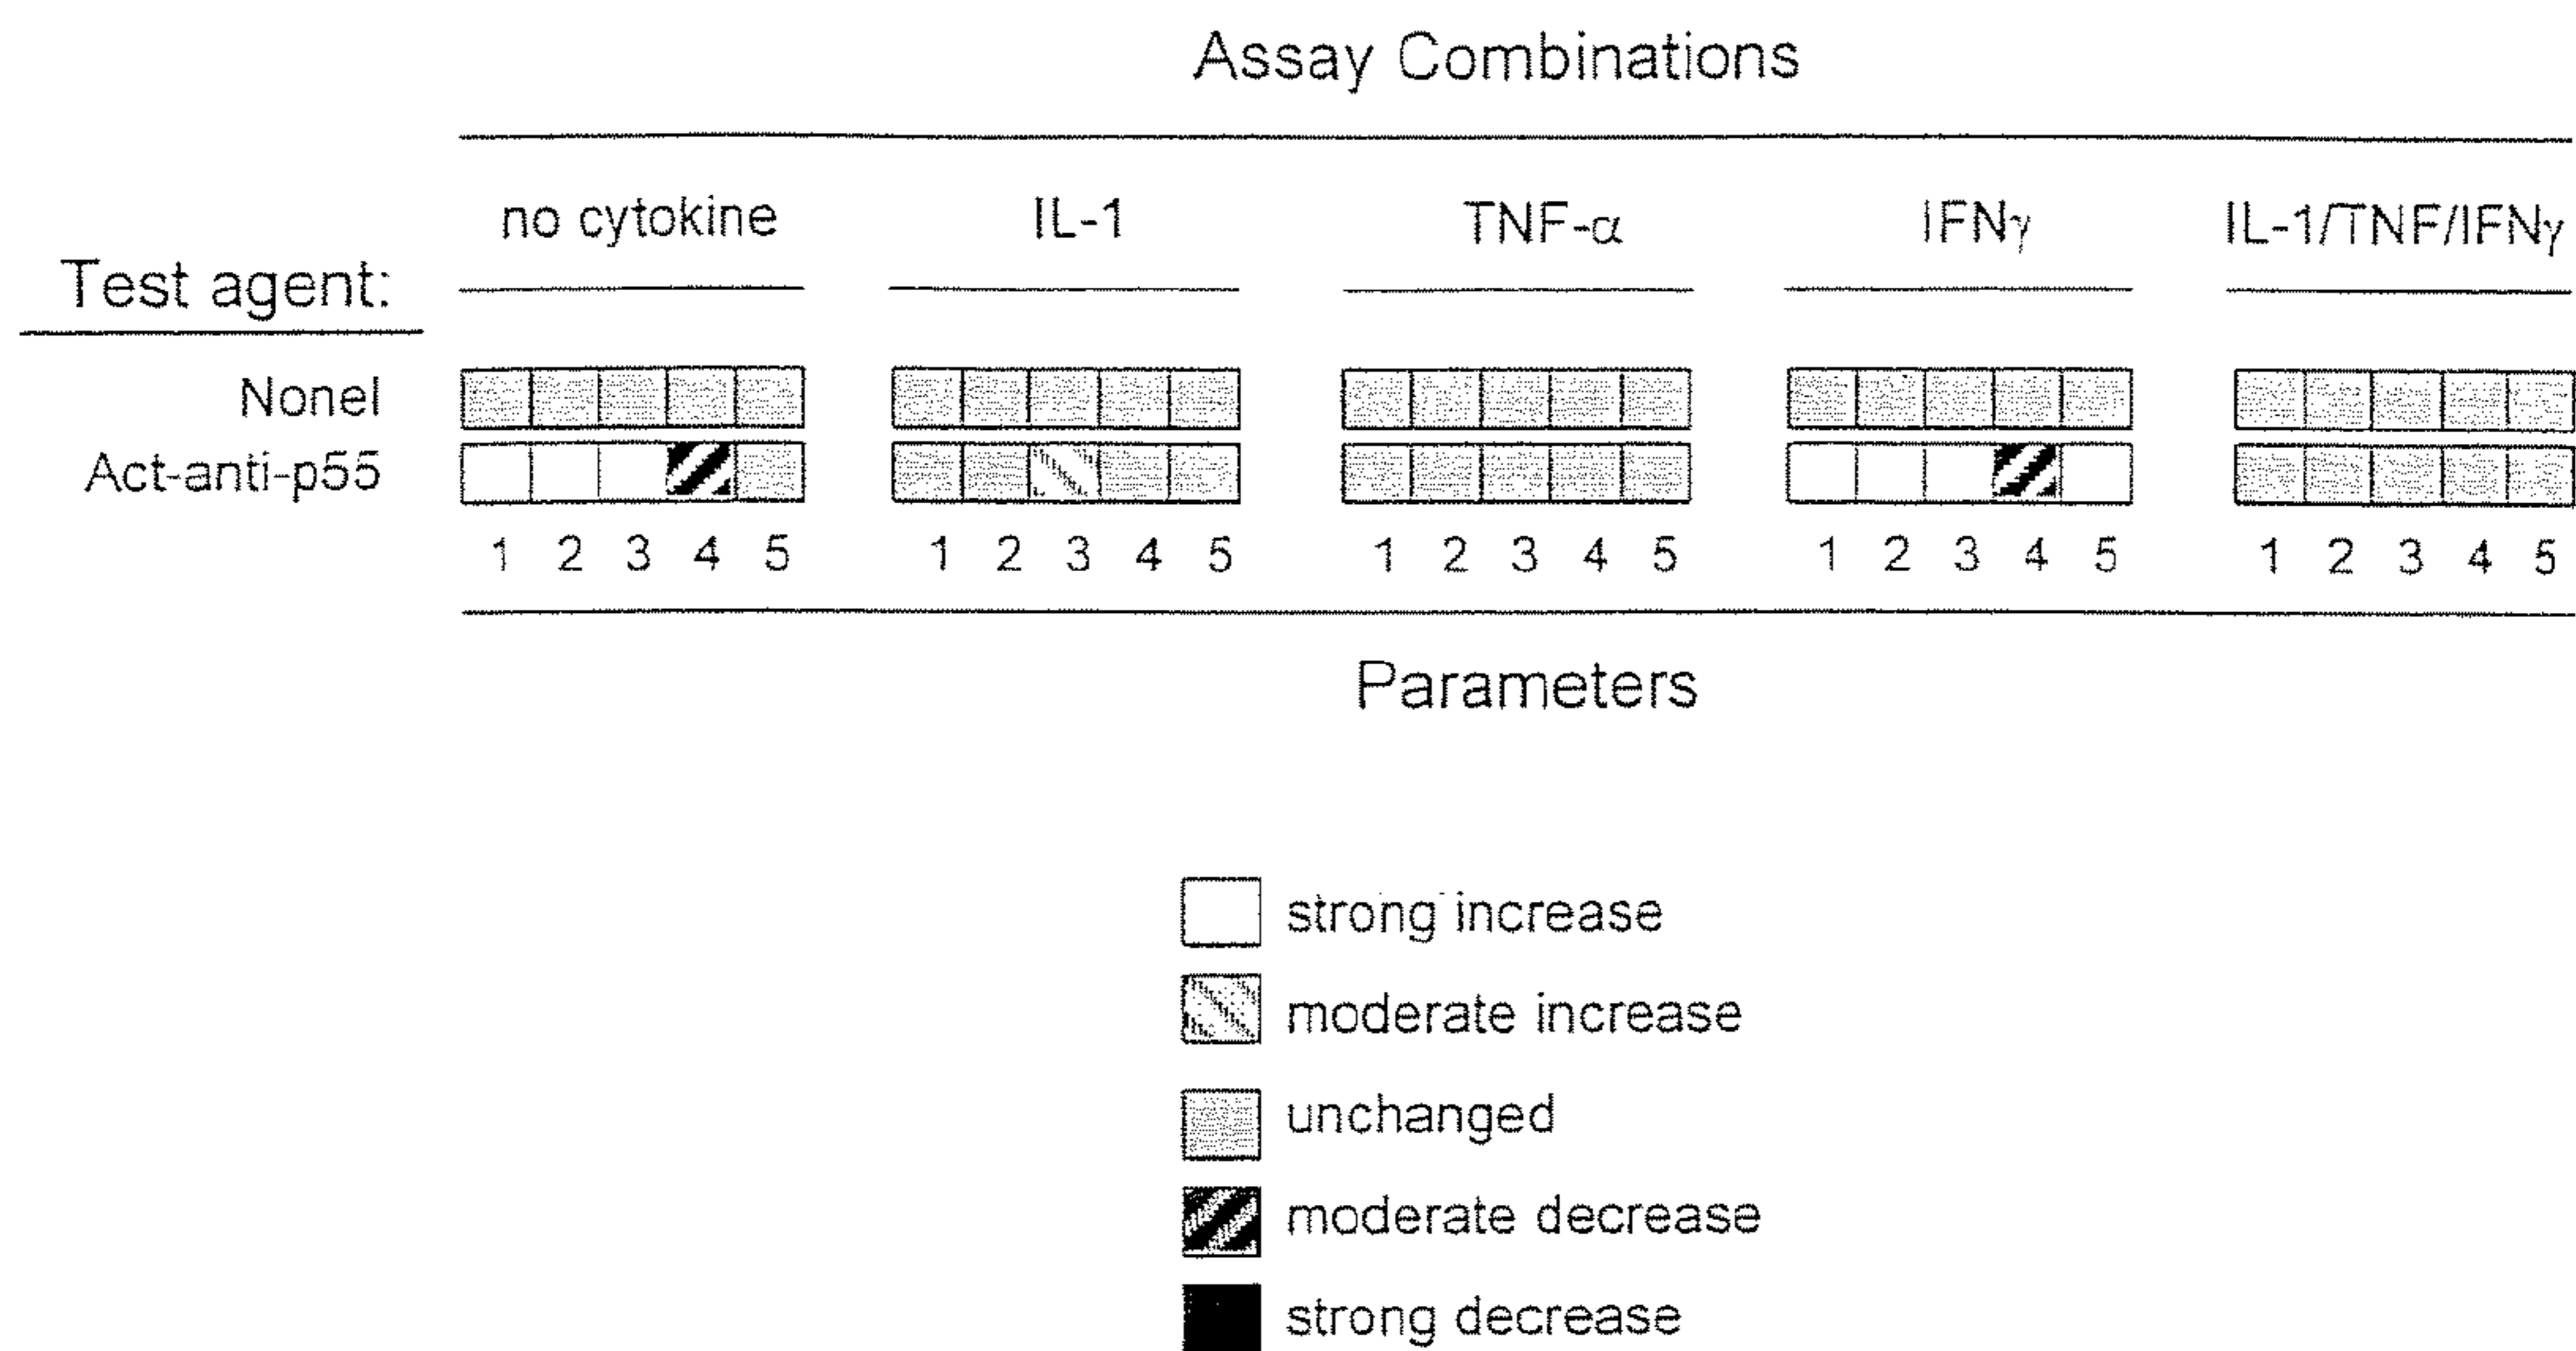 Assay Combinations
no cytokine IL-1 TNF-α IFNγ IL-1/TNF/IFNγ
Test agent:
Nonel
Act-anti-p55
1 2 3 4 5 1 2 3 4 5 1 2 3 4 5 1 2 3 4 5 1 2 3 4 5
Parameters
strong increase
moderate increase
unchanged
moderate decrease
strong decrease